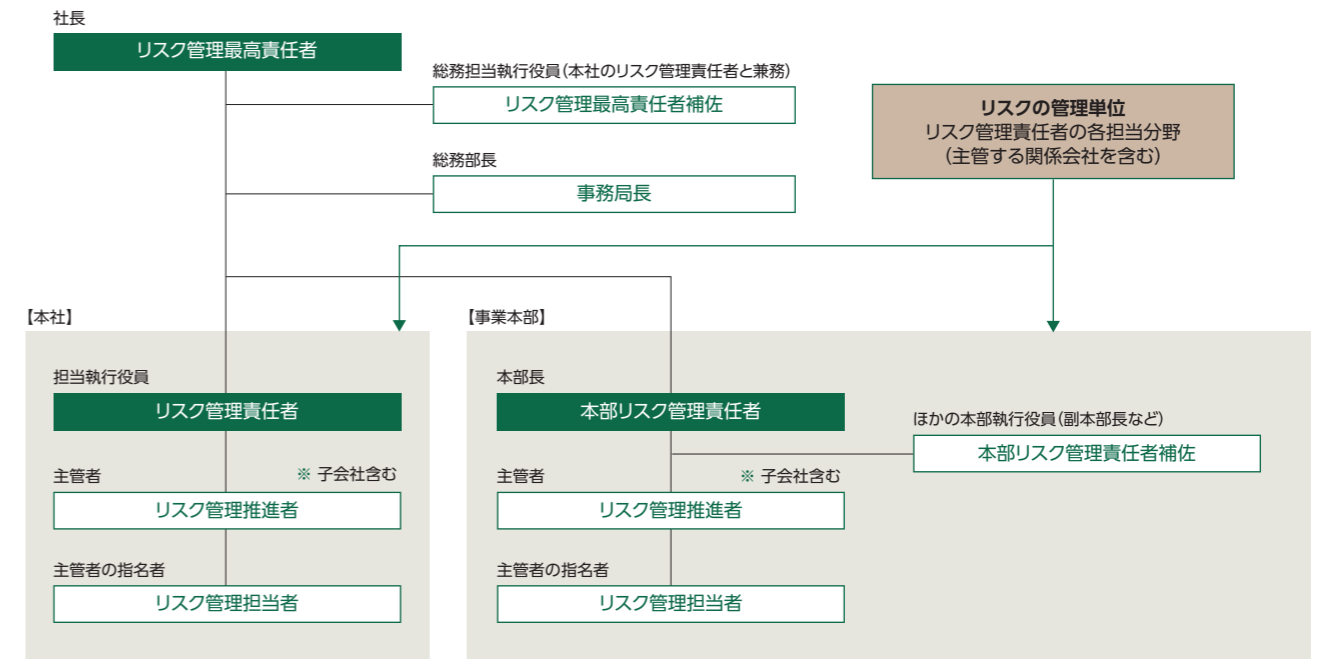 社長
リスク管理最高責任者
総務担当執行役員(本社のリスク管理責任者と兼務)
リスク管理最高責任者補佐
総務部長
事務局長
リスクの管理単位
リスク管理責任者の各担当分野
(主管する関係会社を含む)
【本社】
担当執行役員
リスク管理責任者
主管者
※ 子会社含む
リスク管理推進者
主管者の指名者
リスク管理担当者
【事業本部】
本部長
本部リスク管理責任者
ほかの本部執行役員(副本部長など)
本部リスク管理責任者補佐
主管者
※ 子会社含む
リスク管理推進者
主管者の指名者
リスク管理担当者